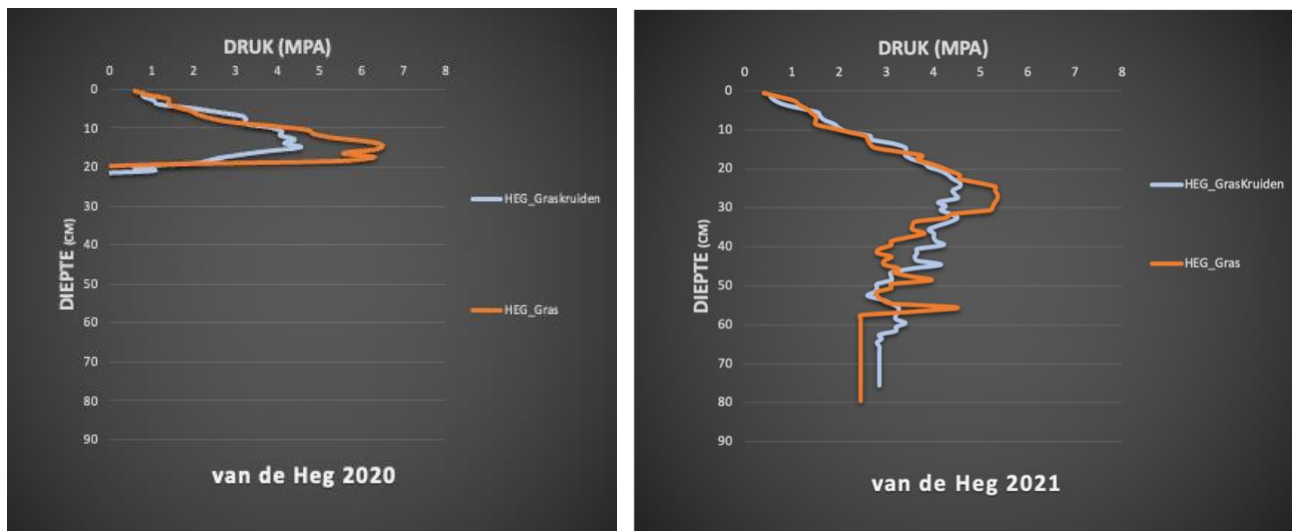 DRUK (MPA)
0 1 2 3 4 5 6 7 8
0
10
20
30
40
50
60
70
80
90
DIEPTE (CM)
HEG_Graskruiden
HEG_Gras
van de Heg 2020
DRUK (MPA)
0 1 2 3 4 5 6 7 8
0
10
20
30
40
50
60
70
80
90
DIEPTE (CM)
HEG_GrasKruiden
HEG_Gras
van de Heg 2021